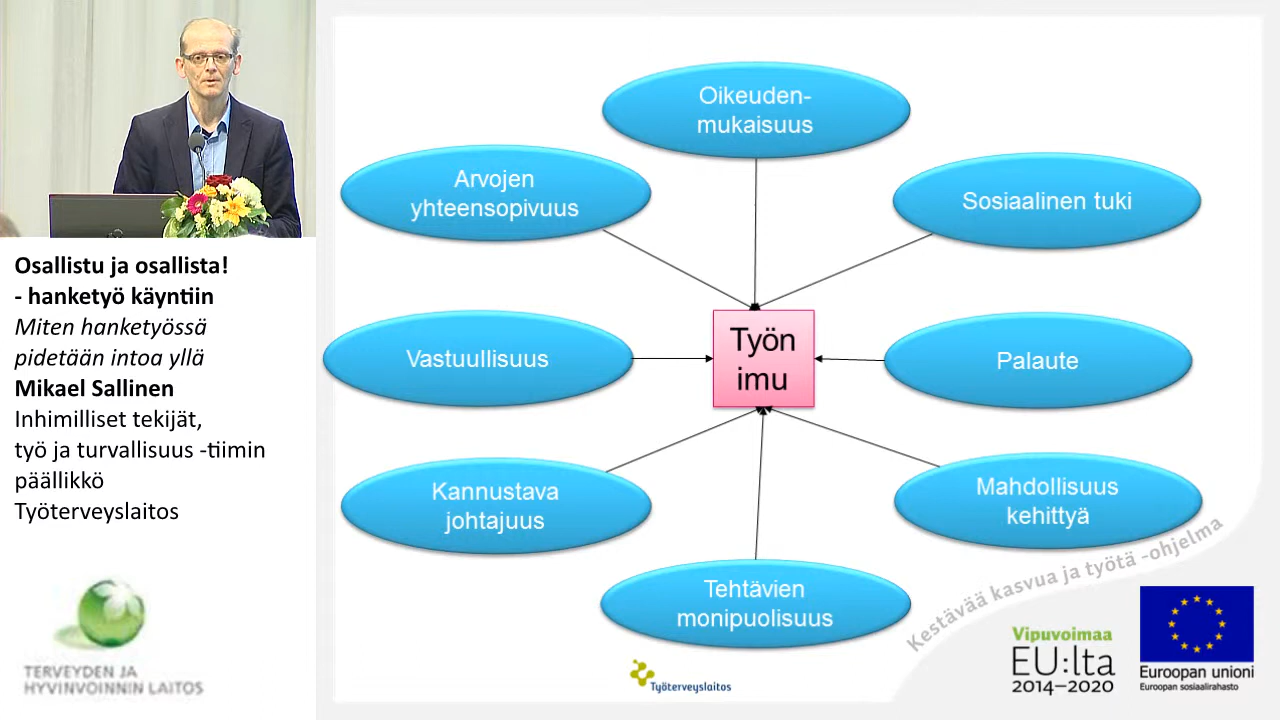 Osallistu ja osallista!
- hanketyö käyntiin
Miten hanketyössä
pidetään intoa yllä
Mikael Sallinen
Inhimilliset tekijät,
työ ja turvallisuus -tiimin
päällikkö
Työterveyslaitos
TERVEYDEN JA
HYVINVOINNIN LAITOS
Oikeuden-
mukaisuus
Arvojen
yhteensopivuus
Sosiaalinen tuki
Vastuullisuus
Työn
imu
Palaute
Kannustava
johtajuus
Mahdollisuus
kehittyä
Tehtävien
monipuolisuus
Työterveyslaitos
Kestävää kasvua ja työtä -ohjelma
Vipuvoimaa
EU:lta
2014–2020
Euroopan unioni
Euroopan sosiaalirahasto